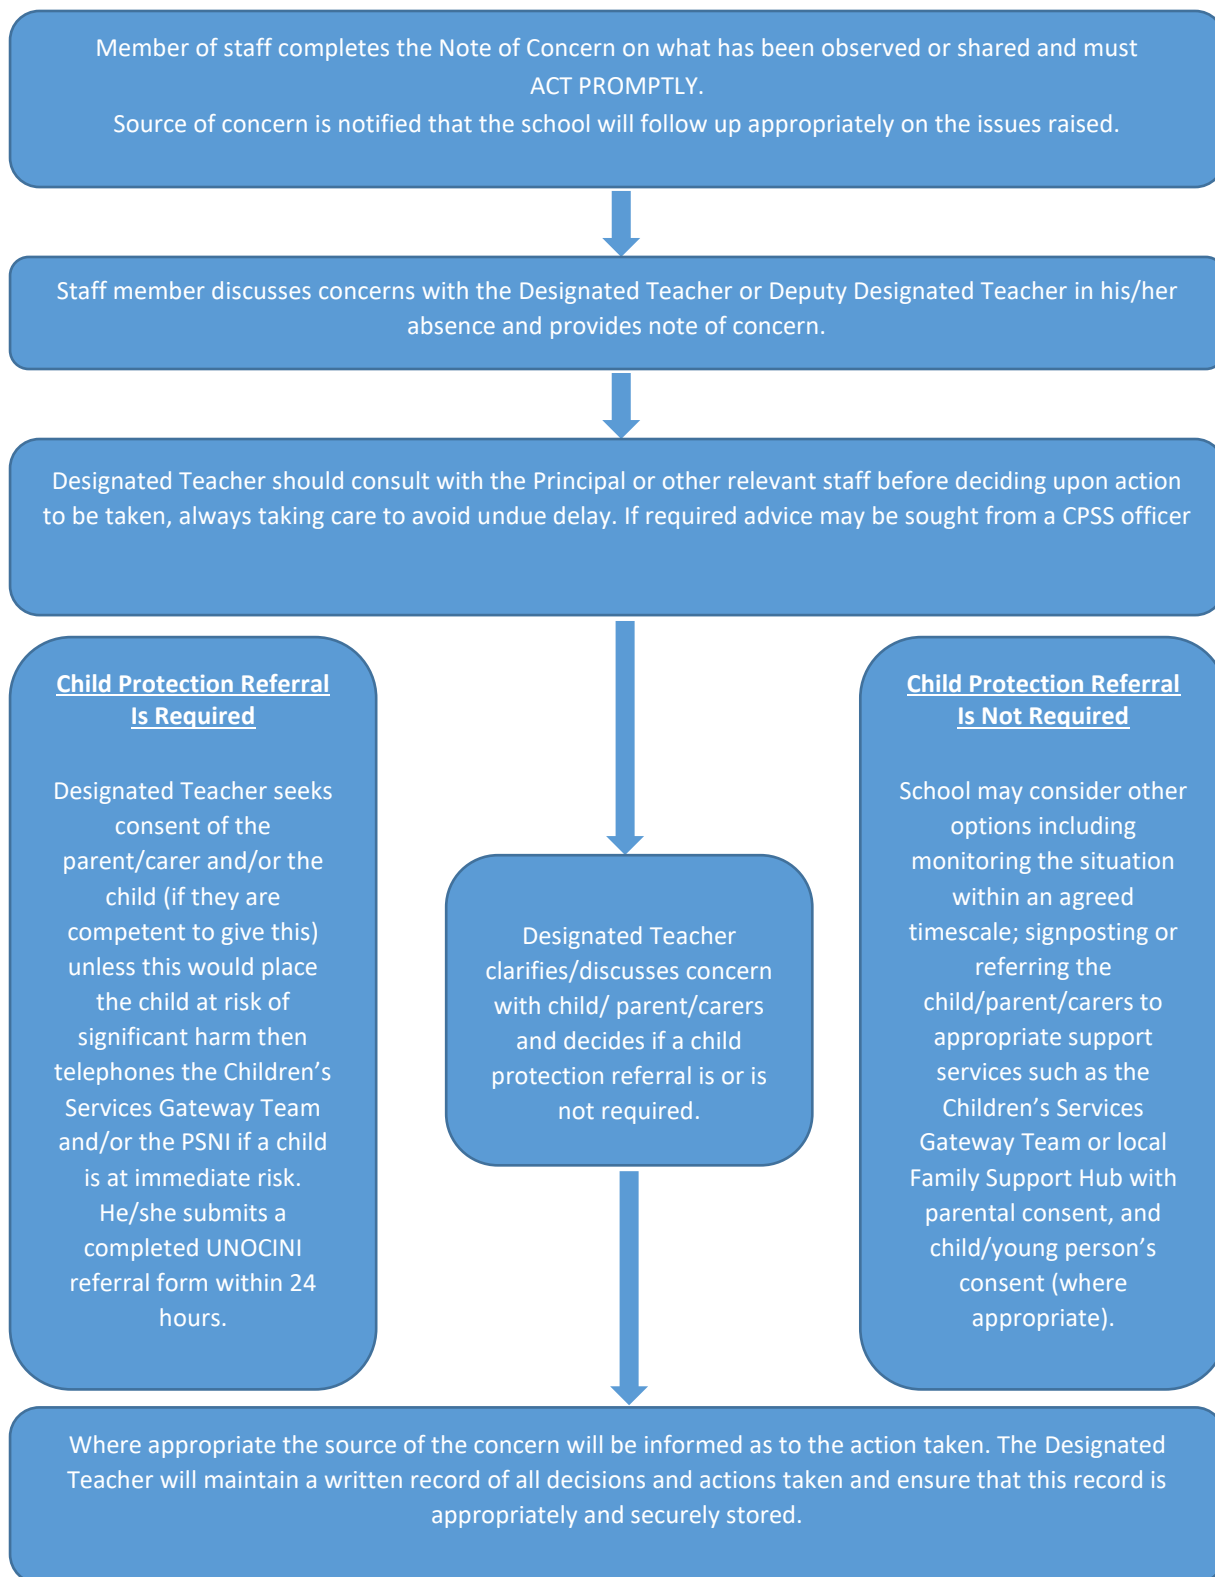 Member of staff completes the Note of Concern on what has been observed or shared and must
ACT PROMPTLY.
Source of concern is notified that the school will follow up appropriately on the issues raised.
Staff member discusses concerns with the Designated Teacher or Deputy Designated Teacher in his/her
absence and provides note of concern.
Designated Teacher should consult with the Principal or other relevant staff before deciding upon action
to be taken, always taking care to avoid undue delay. If required advice may be sought from a CPSS officer
Child Protection Referral
Is Required
Designated Teacher seeks
consent of the
parent/carer and/or the
child (if they are
competent to give this)
unless this would place
the child at risk of
significant harm then
telephones the Children’s
Services Gateway Team
and/or the PSNI if a child
is at immediate risk.
He/she submits a
completed UNOCINI
referral form within 24
hours.
Designated Teacher
clarifies/discusses concern
with child/ parent/carers
and decides if a child
protection referral is or is
not required.
Child Protection Referral
Is Not Required
School may consider other
options including
monitoring the situation
within an agreed
timescale; signposting or
referring the
child/parent/carers to
appropriate support
services such as the
Children’s Services
Gateway Team or local
Family Support Hub with
parental consent, and
child/young person’s
consent (where
appropriate).
Where appropriate the source of the concern will be informed as to the action taken. The Designated
Teacher will maintain a written record of all decisions and actions taken and ensure that this record is
appropriately and securely stored.